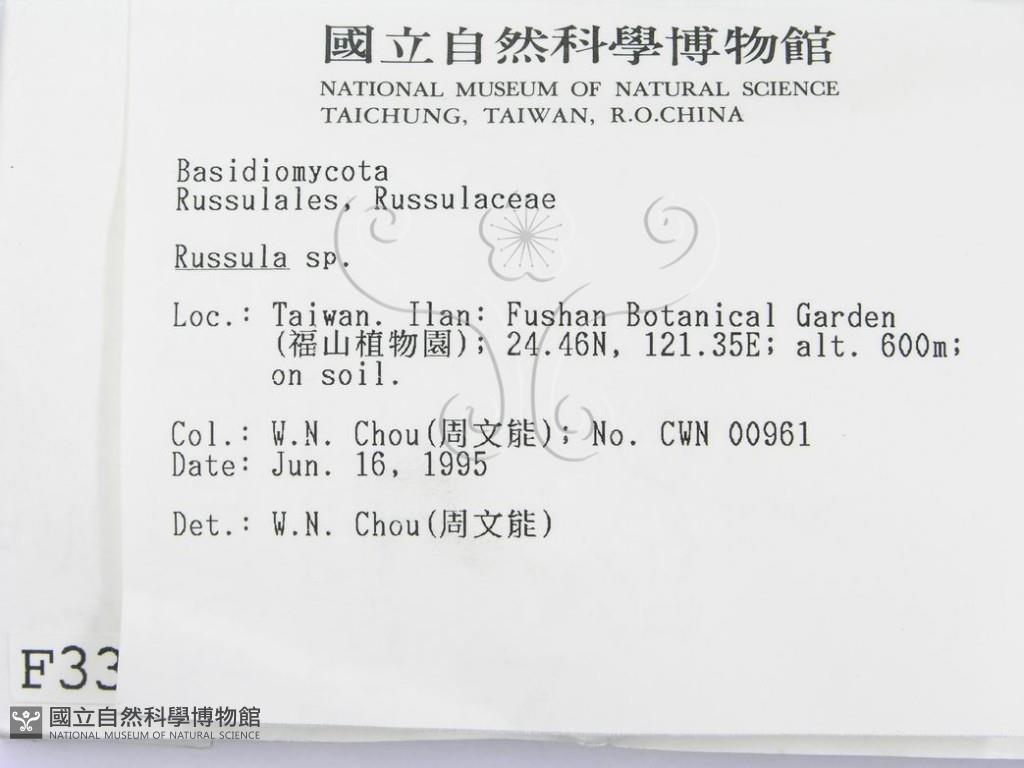 國立自然科學博物館
NATIONAL MUSEUM OF NATURAL SCIENCE
TAICHUNG, TAIWAN, R.O.CHINA
Basidiomycota
Russulales, Russulaceae
Russula sp.
Loc.: Taiwan. Ilan: Fushan Botanical Garden
(福山植物園); 24.46N, 121.35E; alt. 600m;
on soil.
Col.: W.N. Chou(周文能); No. CWN 00961
Date: Jun. 16, 1995
Det.: W.N. Chou(周文能)
F33
國立自然科學博物館
NATIONAL MUSEUM OF NATURAL SCIENCE